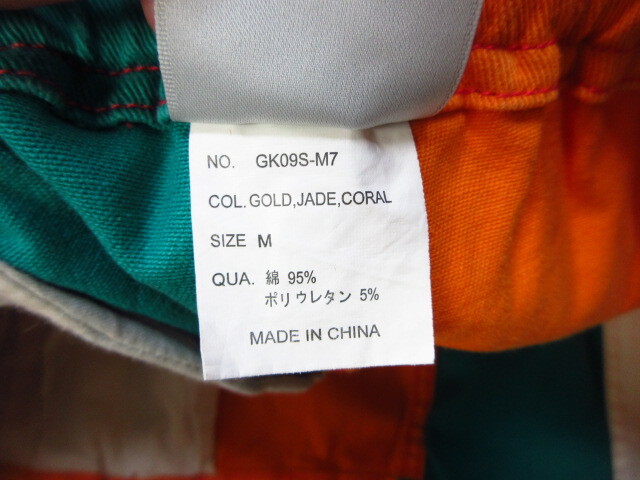 NO. GK09S-M7
COL.GOLD,JADE,CORAL
SIZE M
QUA. 綿 95%
ポリウレタン 5%
MADE IN CHINA